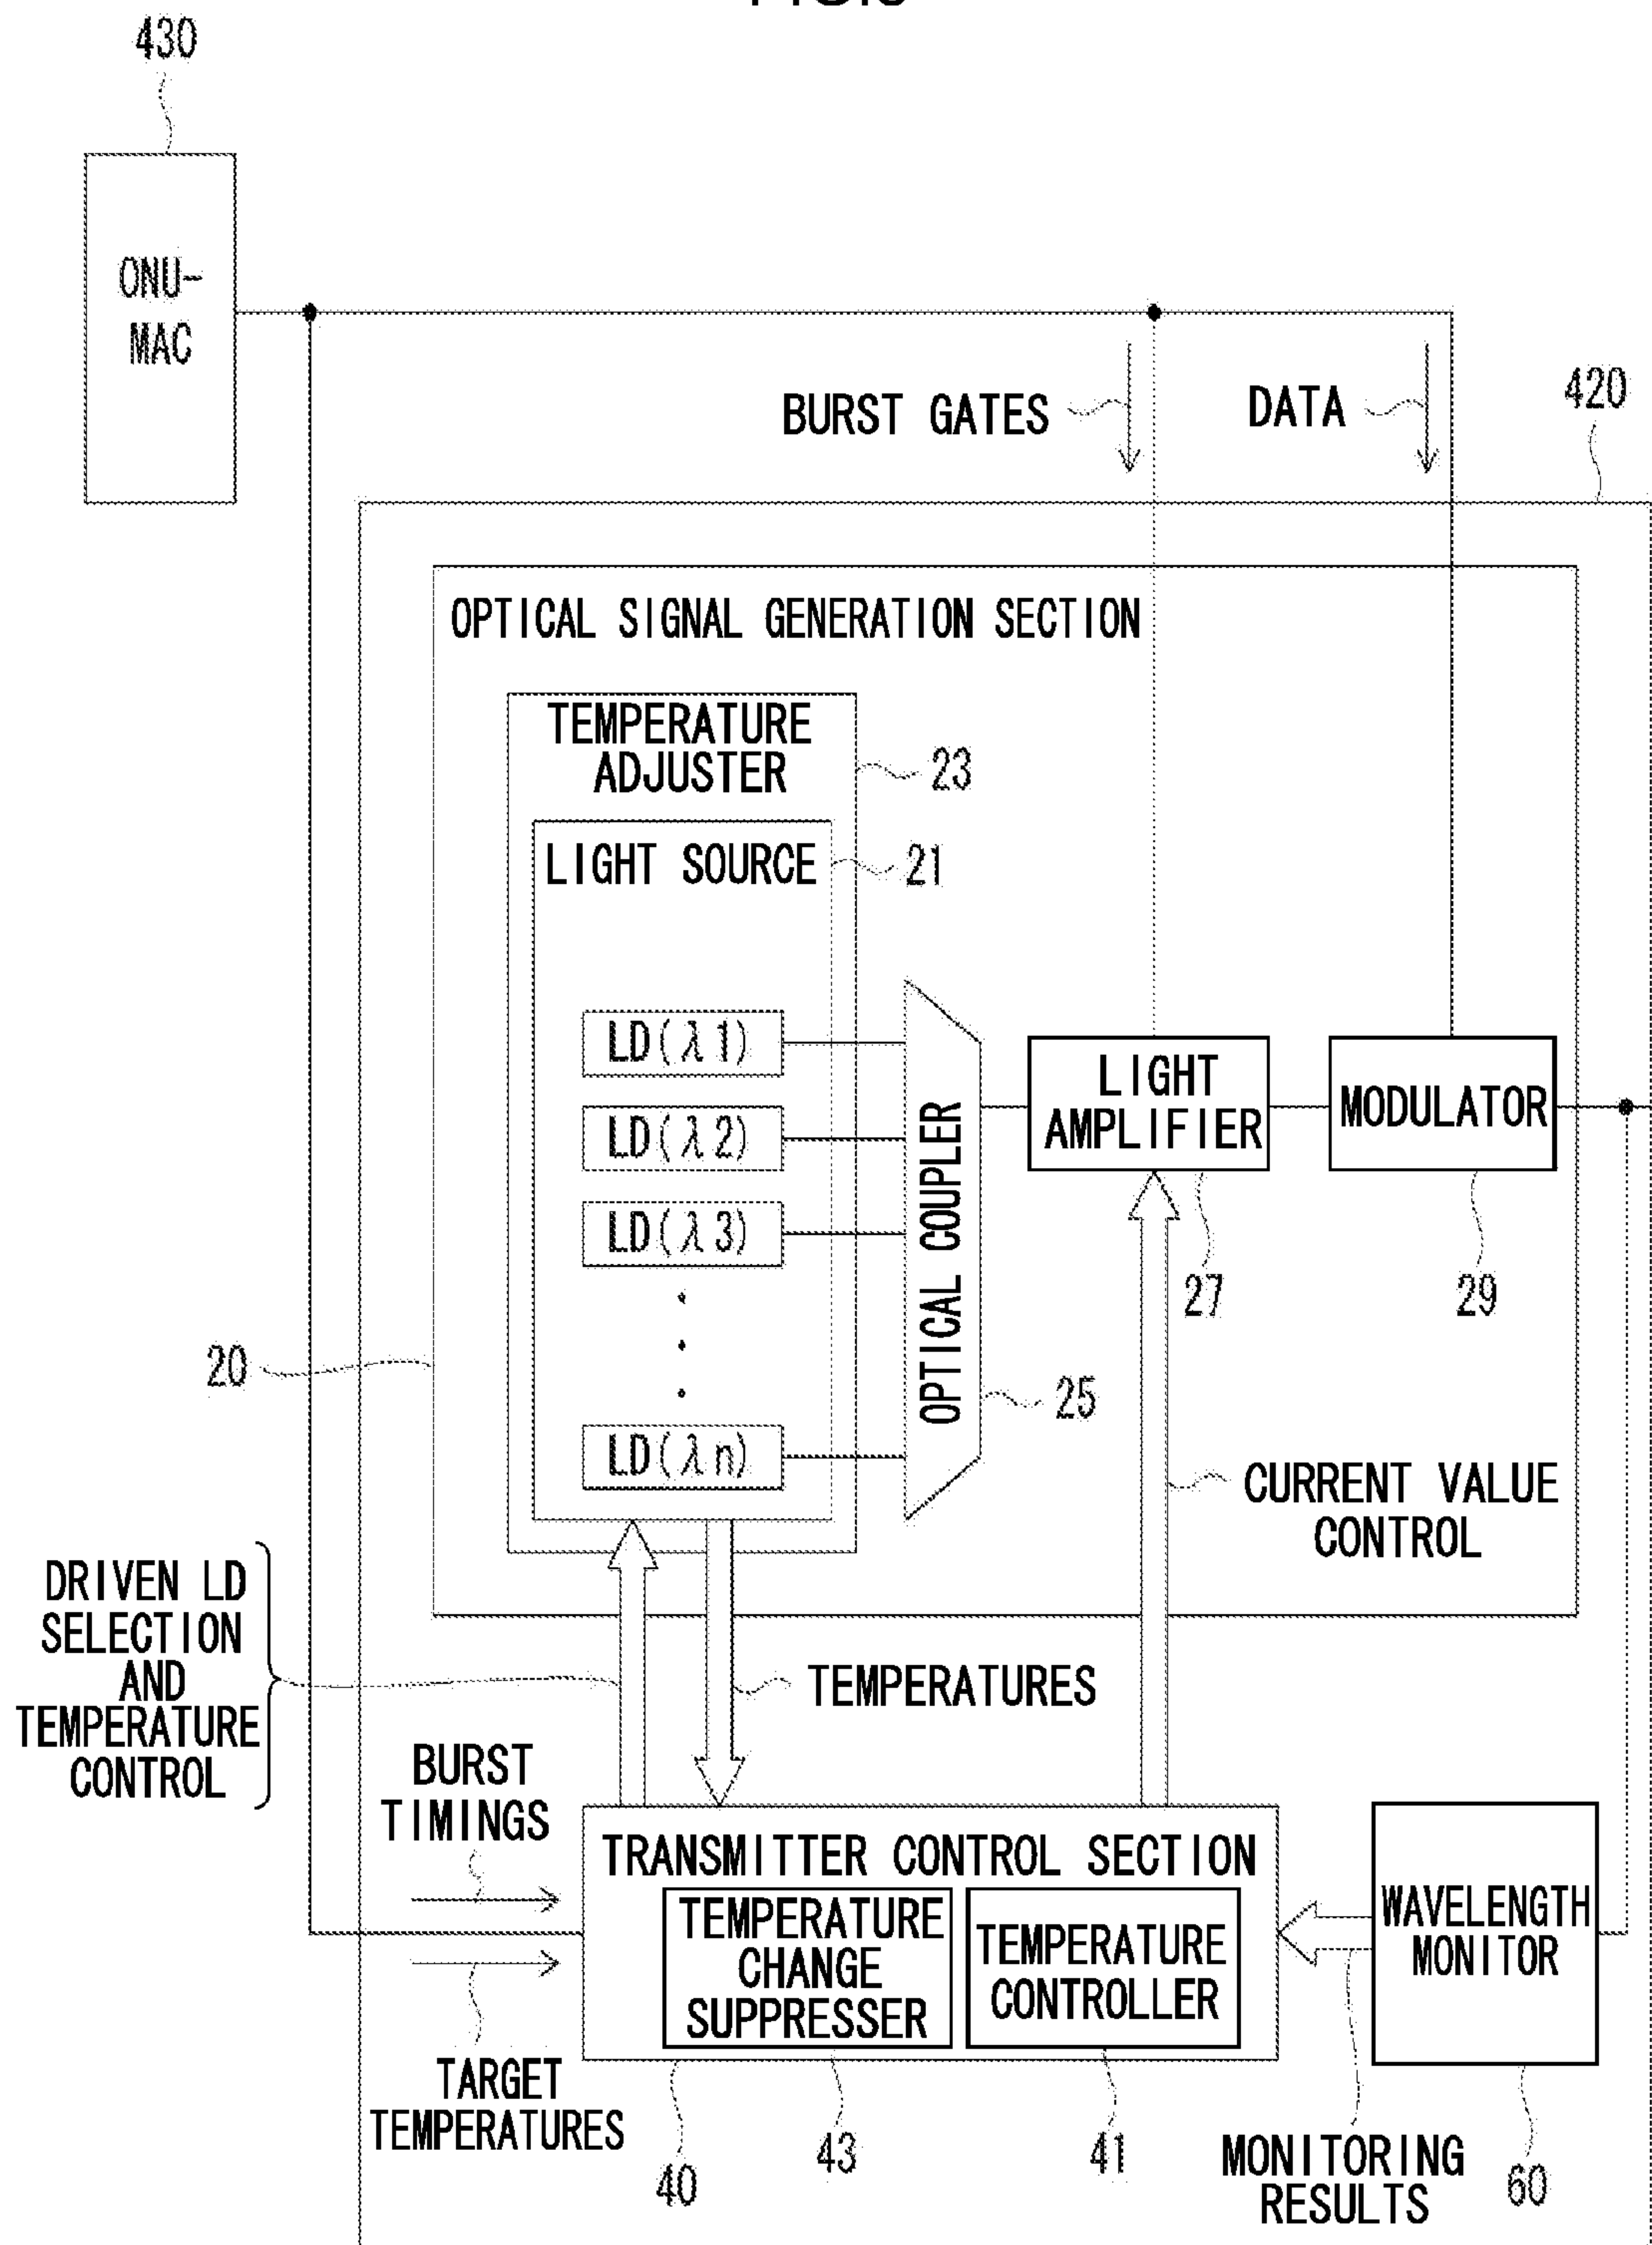 430
ONU-
MAC
BURST GATES
DATA
420
OPTICAL SIGNAL GENERATION SECTION
TEMPERATURE
ADJUSTER
23
LIGHT SOURCE
21
LD(λ1)
LD(λ2)
LD(λ3)
LD(λn)
OPTICAL COUPLER
25
LIGHT
AMPLIFIER
27
MODULATOR
29
20
CURRENT VALUE
CONTROL
DRIVEN LD
SELECTION
AND
TEMPERATURE
CONTROL
TEMPERATURES
BURST
TIMINGS
TARGET
TEMPERATURES
TRANSMITTER CONTROL SECTION
TEMPERATURE
CHANGE
SUPPRESSER
TEMPERATURE
CONTROLLER
WAVELENGTH
MONITOR
40
43
41
MONITORING
RESULTS
60